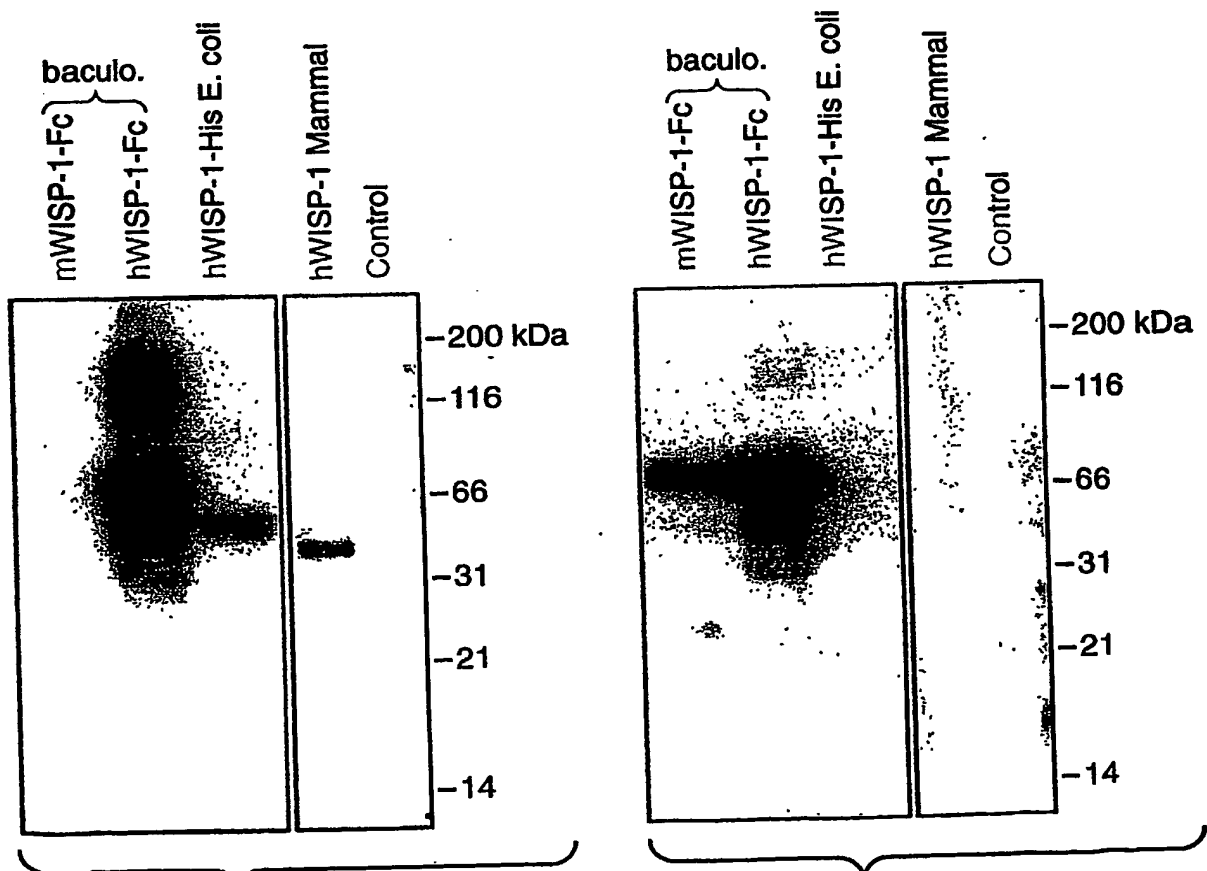 baculo.
mWISP-1-Fc
hWISP-1-Fc
hWISP-1-His E. coli
hWISP-1 Mammal
Control
–200 kDa
–116
–66
–31
–21
–14
baculo.
mWISP-1-Fc
hWISP-1-Fc
hWISP-1-His E. coli
hWISP-1 Mammal
Control
–200 kDa
–116
–66
–31
–21
–14